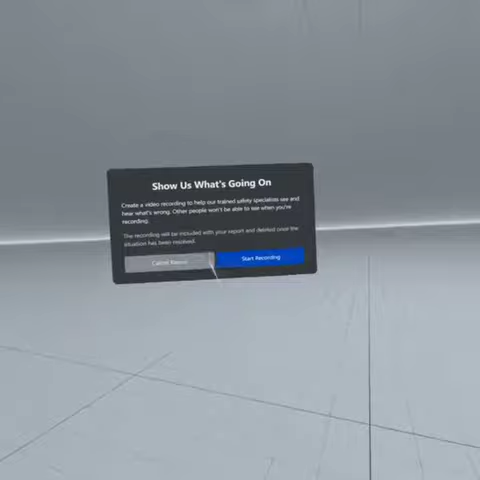 Show Us What's Going On
Create a video recording to help our trained safety specialists see and
hear what's wrong. Other people won't be able to see when you're
recording.
The recording will be included with your report and deleted once the
situation has been resolved.
Cancel Report
Start Recording